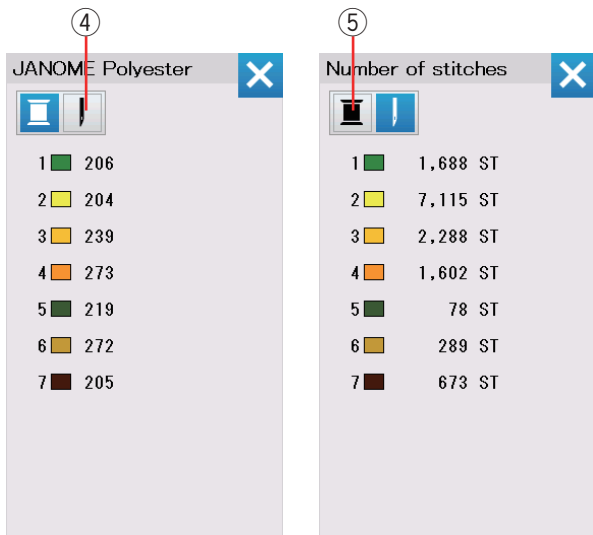 ④
JANOME Polyester
1 206
2 204
3 239
4 273
5 219
6 272
7 205
⑤
Number of stitches
1 1,688 ST
2 7,115 ST
3 2,288 ST
4 1,602 ST
5 78 ST
6 289 ST
7 673 ST